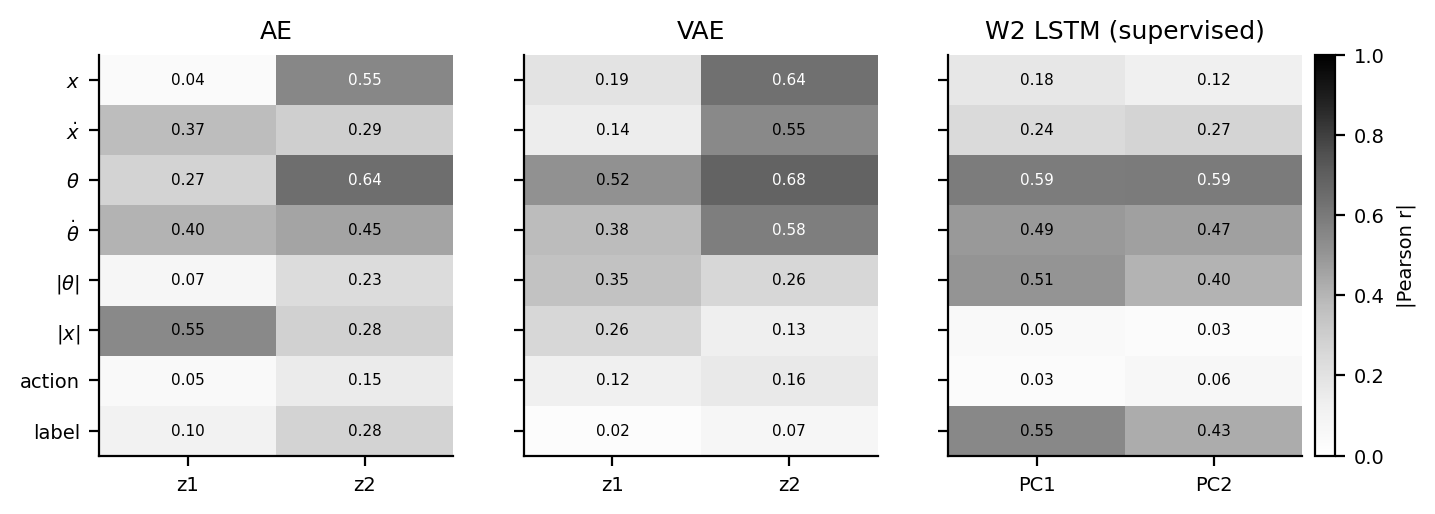 AE VAE W2 LSTM (supervised)
x 0.04 0.55 0.19 0.64 0.18 0.12 1.0
ẋ 0.37 0.29 0.14 0.55 0.24 0.27 0.8
θ 0.27 0.64 0.52 0.68 0.59 0.59
θ̇ 0.40 0.45 0.38 0.58 0.49 0.47 0.6
|θ| 0.07 0.23 0.35 0.26 0.51 0.40 0.4
|x| 0.55 0.28 0.26 0.13 0.05 0.03
action 0.05 0.15 0.12 0.16 0.03 0.06 0.2
label 0.10 0.28 0.02 0.07 0.55 0.43 0.0
z1 z2 z1 z2 PC1 PC2
|Pearson r|